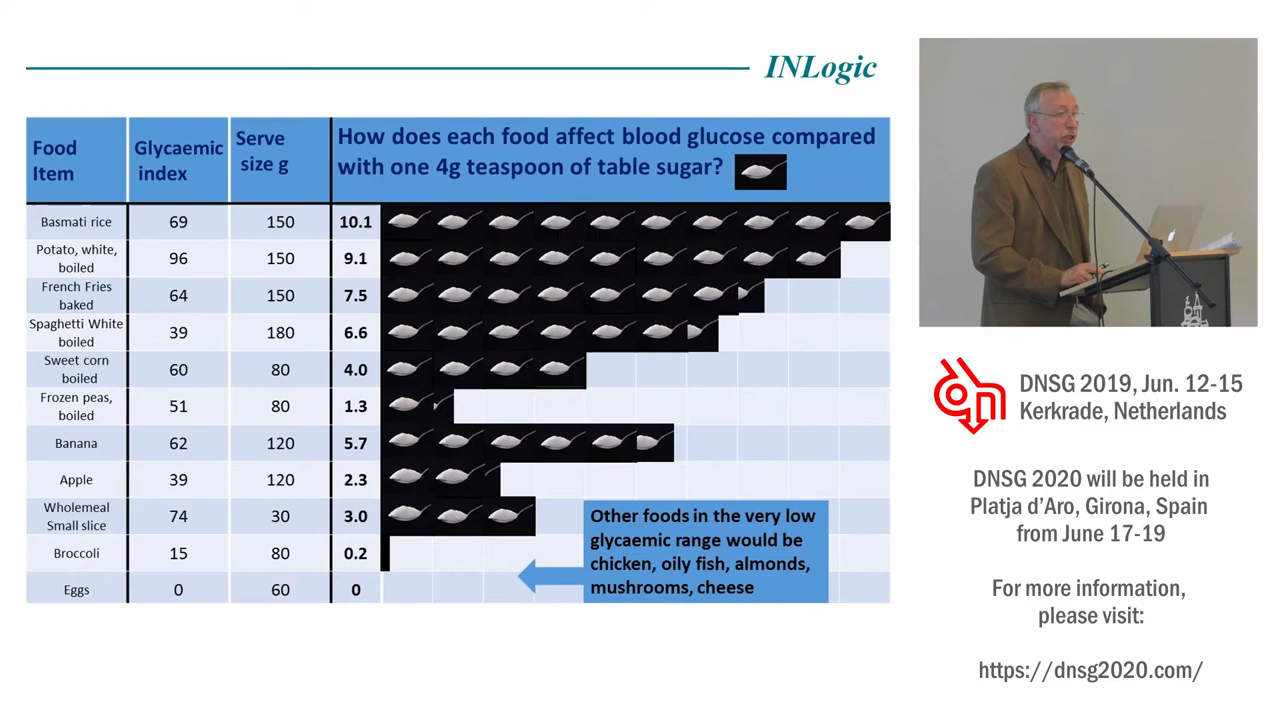 INLogic
Food
Item
Glycaemic
index
Serve
size g
How does each food affect blood glucose compared
with one 4g teaspoon of table sugar?
Basmati rice 69 150 10.1
Potato, white,
boiled 96 150 9.1
French Fries
baked 64 150 7.5
Spaghetti White
boiled 39 180 6.6
Sweet corn
boiled 60 80 4.0
Frozen peas,
boiled 51 80 1.3
Banana 62 120 5.7
Apple 39 120 2.3
Wholemeal
Small slice 74 30 3.0
Broccoli 15 80 0.2
Eggs 0 60 0
Other foods in the very low
glycaemic range would be
chicken, oily fish, almonds,
mushrooms, cheese
DNSG 2019, Jun. 12-15
Kerkrade, Netherlands
DNSG 2020 will be held in
Platja d'Aro, Girona, Spain
from June 17-19
For more information,
please visit:
https://dnsg2020.com/